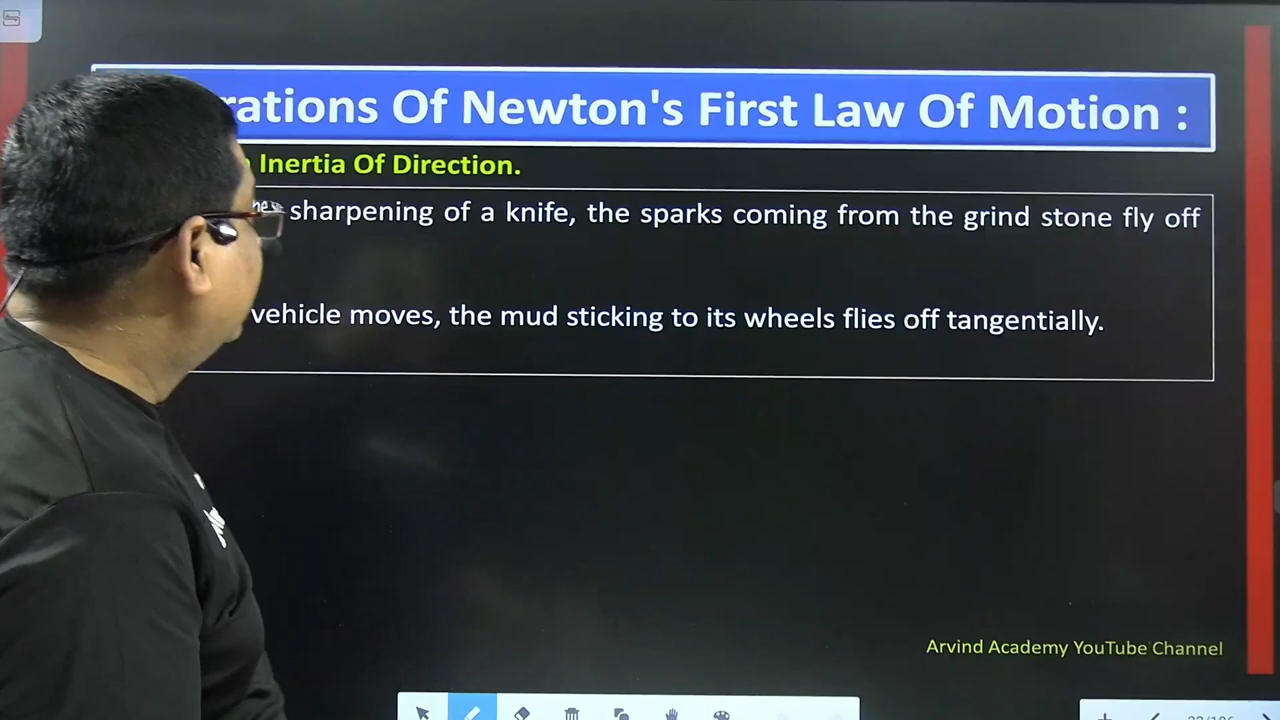 rations Of Newton's First Law Of Motion :
Inertia Of Direction.
sharpening of a knife, the sparks coming from the grind stone fly off
vehicle moves, the mud sticking to its wheels flies off tangentially.
Arvind Academy YouTube Channel